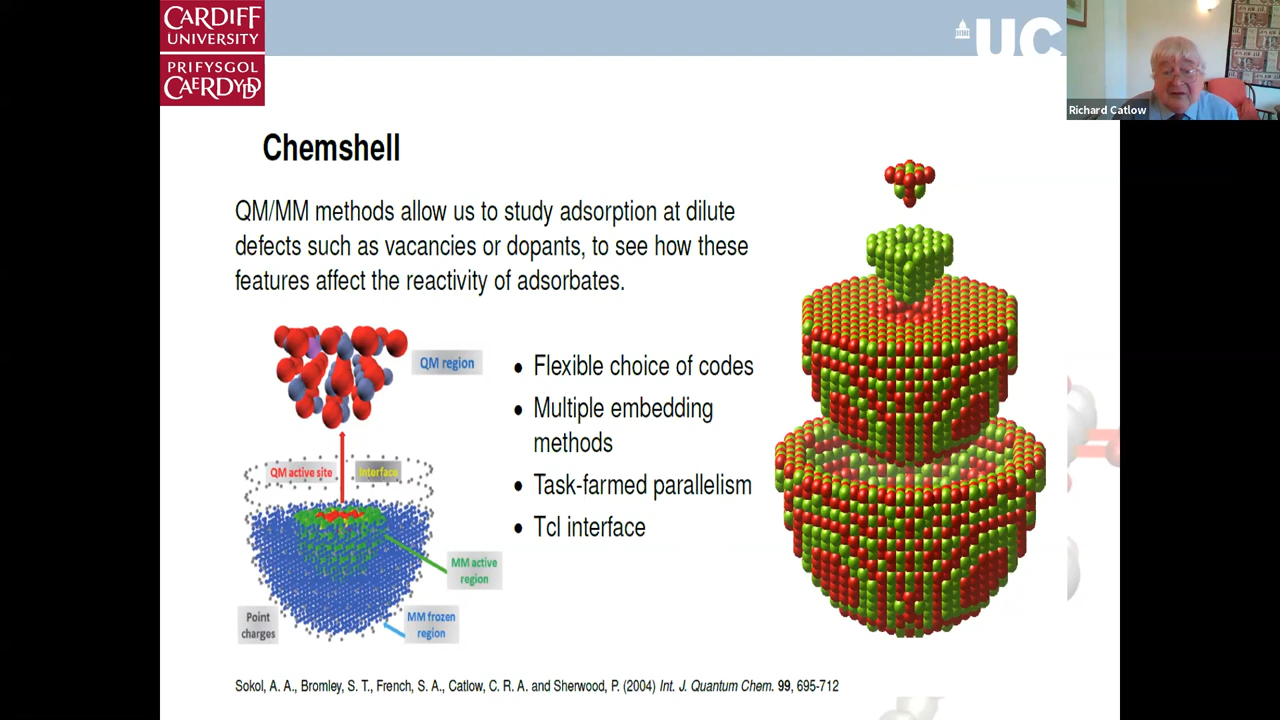 CARDIFF
UNIVERSITY
PRIFYSGOL
CAERDYDD
UC
Richard Catlow
Chemshell
QM/MM methods allow us to study adsorption at dilute
defects such as vacancies or dopants, to see how these
features affect the reactivity of adsorbates.
QM region
QM active site
Interface
MM active
region
Point
charges
MM frozen
region
• Flexible choice of codes
• Multiple embedding
methods
• Task-farmed parallelism
• Tcl interface
Sokol, A. A., Bromley, S. T., French, S. A., Catlow, C. R. A. and Sherwood, P. (2004) Int. J. Quantum Chem. 99, 695-712